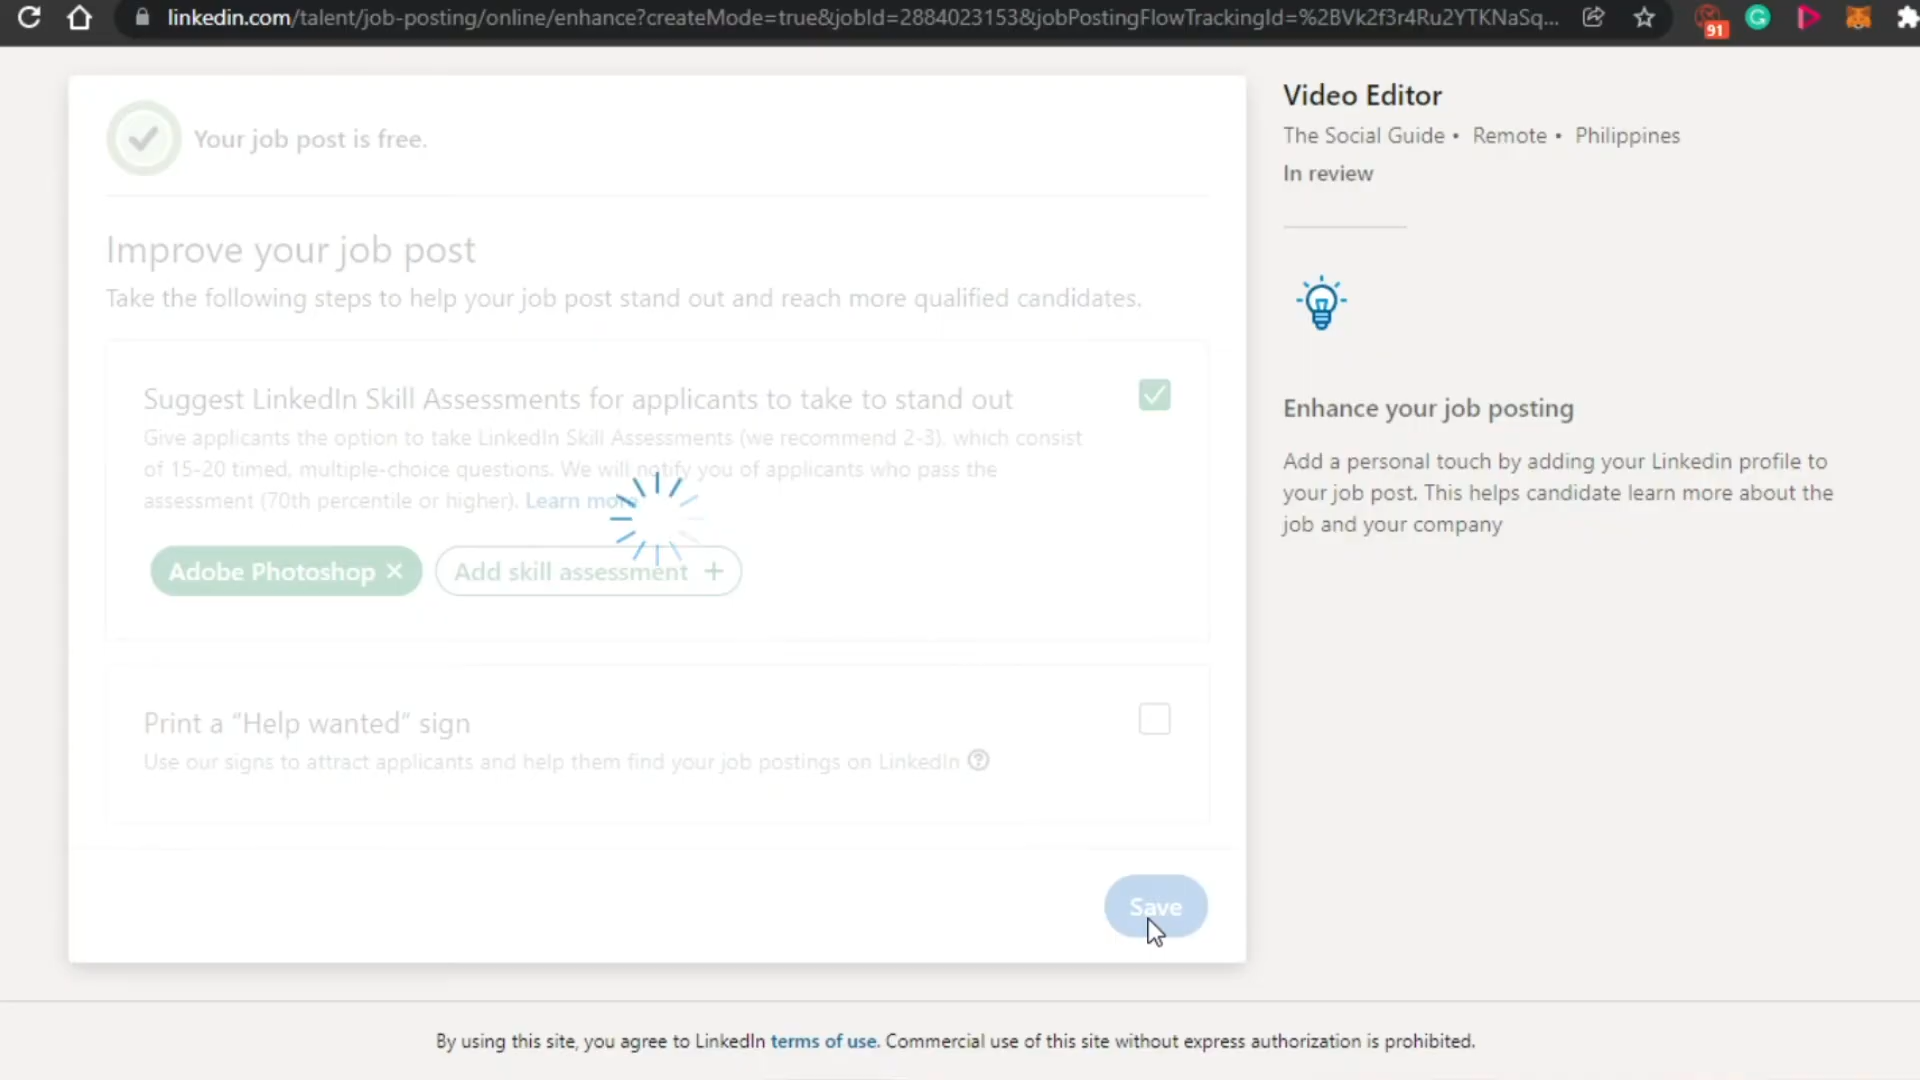 linkedin.com/talent/job-posting/online/enhance?createMode=true&jobId=2884023153&jobPostingFlowTrackingId=%2BVk2f3r4Ru2YTKNaSq...
91
Your job post is free.
Improve your job post
Take the following steps to help your job post stand out and reach more qualified candidates.
Suggest LinkedIn Skill Assessments for applicants to take to stand out
Give applicants the option to take LinkedIn Skill Assessments (we recommend 2-3), which consist
of 15-20 timed, multiple-choice questions. We will notify you of applicants who pass the
assessment (70th percentile or higher). Learn more
Adobe Photoshop ×
Add skill assessment +
Print a “Help wanted” sign
Use our signs to attract applicants and help them find your job postings on LinkedIn ?
Save
Video Editor
The Social Guide • Remote • Philippines
In review
Enhance your job posting
Add a personal touch by adding your Linkedin profile to
your job post. This helps candidate learn more about the
job and your company
By using this site, you agree to LinkedIn terms of use. Commercial use of this site without express authorization is prohibited.